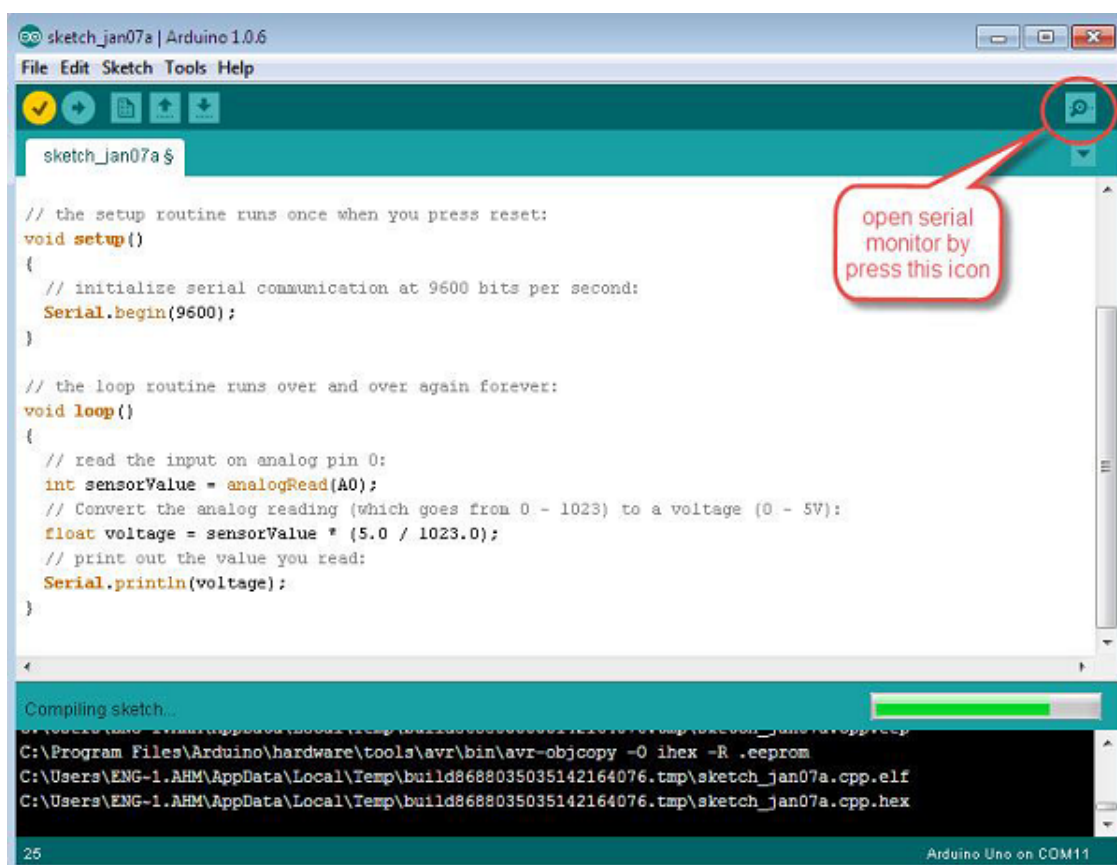 sketch_jan07a | Arduino 1.0.6
File Edit Sketch Tools Help
sketch_jan07a §
open serial
monitor by
press this icon
// the setup routine runs once when you press reset:
void setup()
{
// initialize serial communication at 9600 bits per second:
Serial.begin(9600);
}
// the loop routine runs over and over again forever:
void loop()
{
// read the input on analog pin 0:
int sensorValue = analogRead(A0);
// Convert the analog reading (which goes from 0 - 1023) to a voltage (0 - 5V):
float voltage = sensorValue * (5.0 / 1023.0);
// print out the value you read:
Serial.println(voltage);
}
Compiling sketch...
C:\Program Files\Arduino\hardware\tools\avr\bin\avr-objcopy -O ihex -R .eeprom
C:\Users\ENG-1.AHM\AppData\Local\Temp\build8688035035142164076.tmp\sketch_jan07a.cpp.elf
C:\Users\ENG-1.AHM\AppData\Local\Temp\build8688035035142164076.tmp\sketch_jan07a.cpp.hex
25
Arduino Uno on COM11